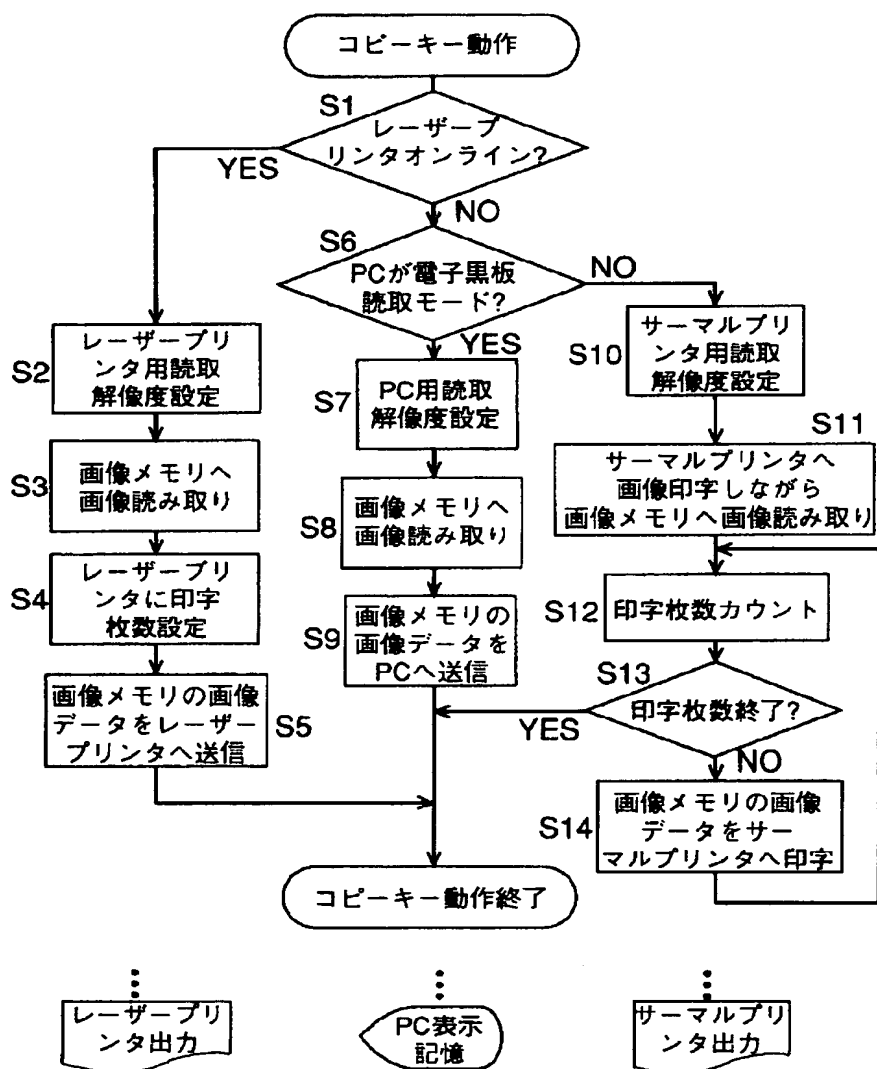 コピーキー動作
S1
レーザープ
リンタオンライン?
YES
NO
S6
PCが電子黒板
読取モード?
NO
YES
S2
レーザープリ
ンタ用読取
解像度設定
S3
画像メモリへ
画像読み取り
S4
レーザープリ
ンタに印字
枚数設定
画像メモリの画像
データをレーザー
プリンタへ送信
S5
S7
PC用読取
解像度設定
S8
画像メモリへ
画像読み取り
S9
画像メモリの
画像データを
PCへ送信
S10
サーマルプリ
ンタ用読取
解像度設定
S11
サーマルプリンタへ
画像印字しながら
画像メモリへ画像読み取り
S12
印字枚数カウント
S13
印字枚数終了?
YES
NO
S14
画像メモリの画像
データをサー
マルプリンタへ印字
コピーキー動作終了
レーザープリ
ンタ出力
PC表示
記憶
サーマルプリ
ンタ出力